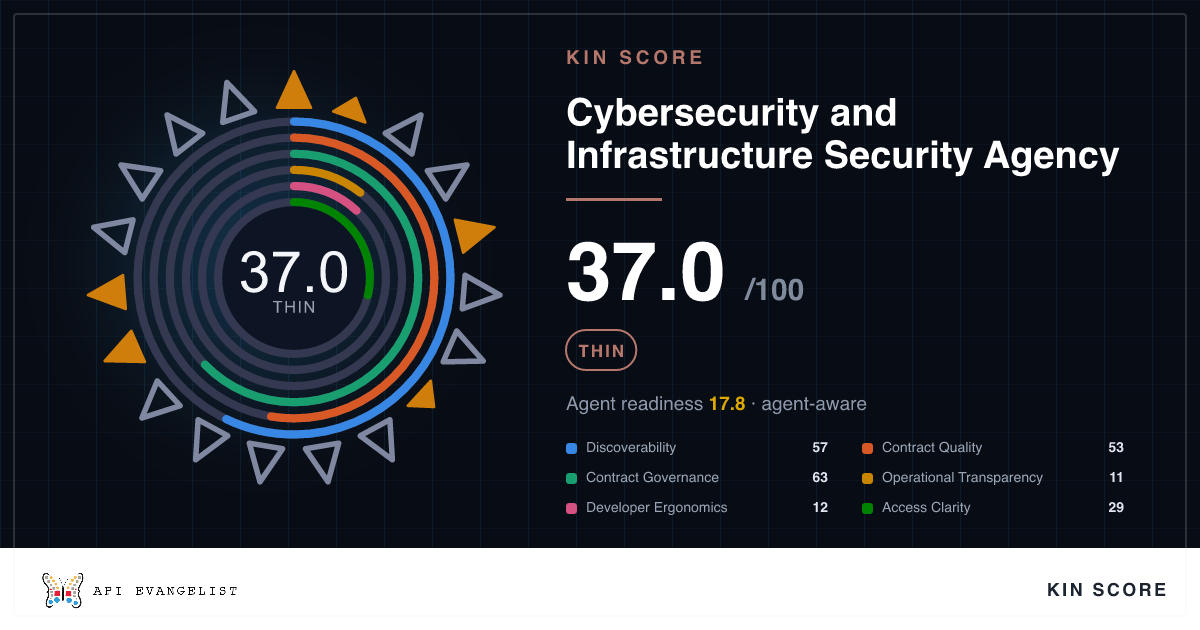 37.0
THIN
KIN SCORE
Cybersecurity and
Infrastructure Security Agency
37.0 /100
THIN
Agent readiness 17.8 · agent-aware
Discoverability 57 Contract Quality 53
Contract Governance 63 Operational Transparency 11
Developer Ergonomics 12 Access Clarity 29
API EVANGELIST KIN SCORE